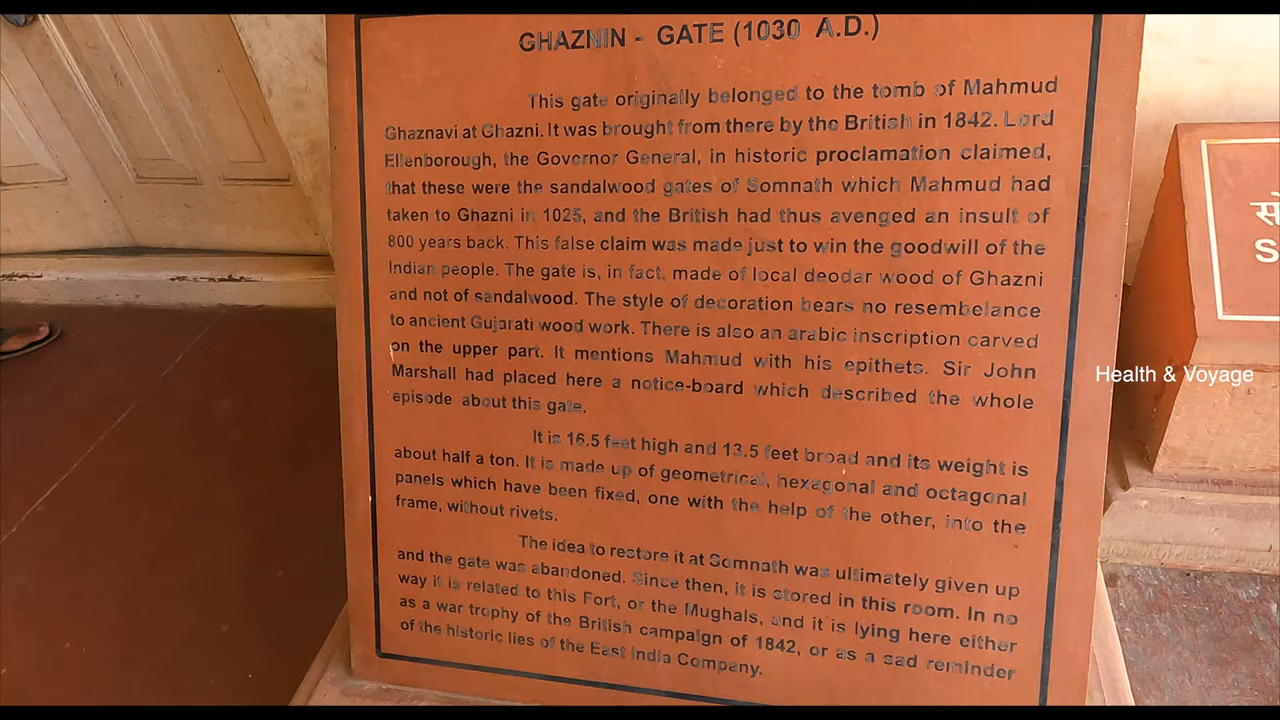 GHAZNIN - GATE (1030 A.D.)
This gate originally belonged to the tomb of Mahmud
Ghaznavi at Ghazni. It was brought from there by the British in 1842. Lord
Ellenborough, the Governor General, in historic proclamation claimed,
that these were the sandalwood gates of Somnath which Mahmud had
taken to Ghazni in 1025, and the British had thus avenged an insult of
800 years back. This false claim was made just to win the goodwill of the
Indian people. The gate is, in fact, made of local deodar wood of Ghazni
and not of sandalwood. The style of decoration bears no resembelance
to ancient Gujarati wood work. There is also an arabic inscription carved
on the upper part. It mentions Mahmud with his epithets. Sir John
Marshall had placed here a notice-board which described the whole
episode about this gate.
It is 16.5 feet high and 13.5 feet broad and its weight is
about half a ton. It is made up of geometrical, hexagonal and octagonal
panels which have been fixed, one with the help of the other, into the
frame, without rivets.
The idea to restore it at Somnath was ultimately given up
and the gate was abandoned. Since then, it is stored in this room. In no
way it is related to this Fort, or the Mughals, and it is lying here either
as a war trophy of the British campaign of 1842, or as a sad reminder
of the historic lies of the East India Company.
Health & Voyage